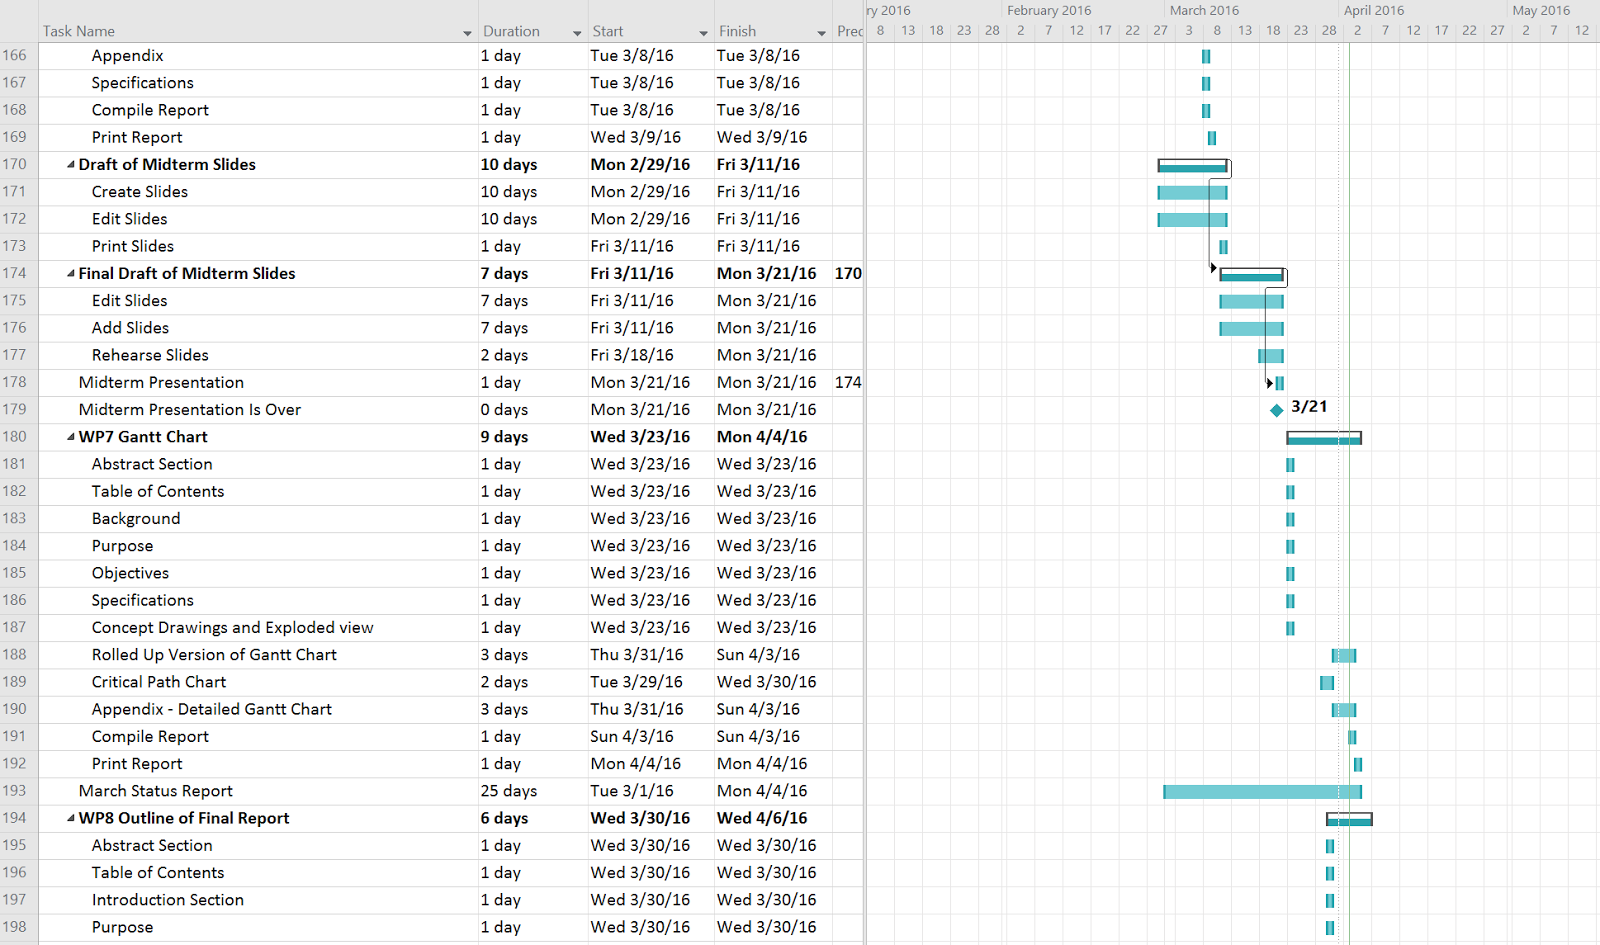 ry 2016 February 2016 March 2016 April 2016 May 2016
Task Name Duration Start Finish Pred 8 13 18 23 28 2 7 12 17 22 27 3 8 13 18 23 28 2 7 12 17 22 27 2 7 12
166 Appendix 1 day Tue 3/8/16 Tue 3/8/16
167 Specifications 1 day Tue 3/8/16 Tue 3/8/16
168 Compile Report 1 day Tue 3/8/16 Tue 3/8/16
169 Print Report 1 day Wed 3/9/16 Wed 3/9/16
170 Draft of Midterm Slides 10 days Mon 2/29/16 Fri 3/11/16
171 Create Slides 10 days Mon 2/29/16 Fri 3/11/16
172 Edit Slides 10 days Mon 2/29/16 Fri 3/11/16
173 Print Slides 1 day Fri 3/11/16 Fri 3/11/16
174 Final Draft of Midterm Slides 7 days Fri 3/11/16 Mon 3/21/16 170
175 Edit Slides 7 days Fri 3/11/16 Mon 3/21/16
176 Add Slides 7 days Fri 3/11/16 Mon 3/21/16
177 Rehearse Slides 2 days Fri 3/18/16 Mon 3/21/16
178 Midterm Presentation 1 day Mon 3/21/16 Mon 3/21/16 174
179 Midterm Presentation Is Over 0 days Mon 3/21/16 Mon 3/21/16 3/21
180 WP7 Gantt Chart 9 days Wed 3/23/16 Mon 4/4/16
181 Abstract Section 1 day Wed 3/23/16 Wed 3/23/16
182 Table of Contents 1 day Wed 3/23/16 Wed 3/23/16
183 Background 1 day Wed 3/23/16 Wed 3/23/16
184 Purpose 1 day Wed 3/23/16 Wed 3/23/16
185 Objectives 1 day Wed 3/23/16 Wed 3/23/16
186 Specifications 1 day Wed 3/23/16 Wed 3/23/16
187 Concept Drawings and Exploded view 1 day Wed 3/23/16 Wed 3/23/16
188 Rolled Up Version of Gantt Chart 3 days Thu 3/31/16 Sun 4/3/16
189 Critical Path Chart 2 days Tue 3/29/16 Wed 3/30/16
190 Appendix - Detailed Gantt Chart 3 days Thu 3/31/16 Sun 4/3/16
191 Compile Report 1 day Sun 4/3/16 Sun 4/3/16
192 Print Report 1 day Mon 4/4/16 Mon 4/4/16
193 March Status Report 25 days Tue 3/1/16 Mon 4/4/16
194 WP8 Outline of Final Report 6 days Wed 3/30/16 Wed 4/6/16
195 Abstract Section 1 day Wed 3/30/16 Wed 3/30/16
196 Table of Contents 1 day Wed 3/30/16 Wed 3/30/16
197 Introduction Section 1 day Wed 3/30/16 Wed 3/30/16
198 Purpose 1 day Wed 3/30/16 Wed 3/30/16